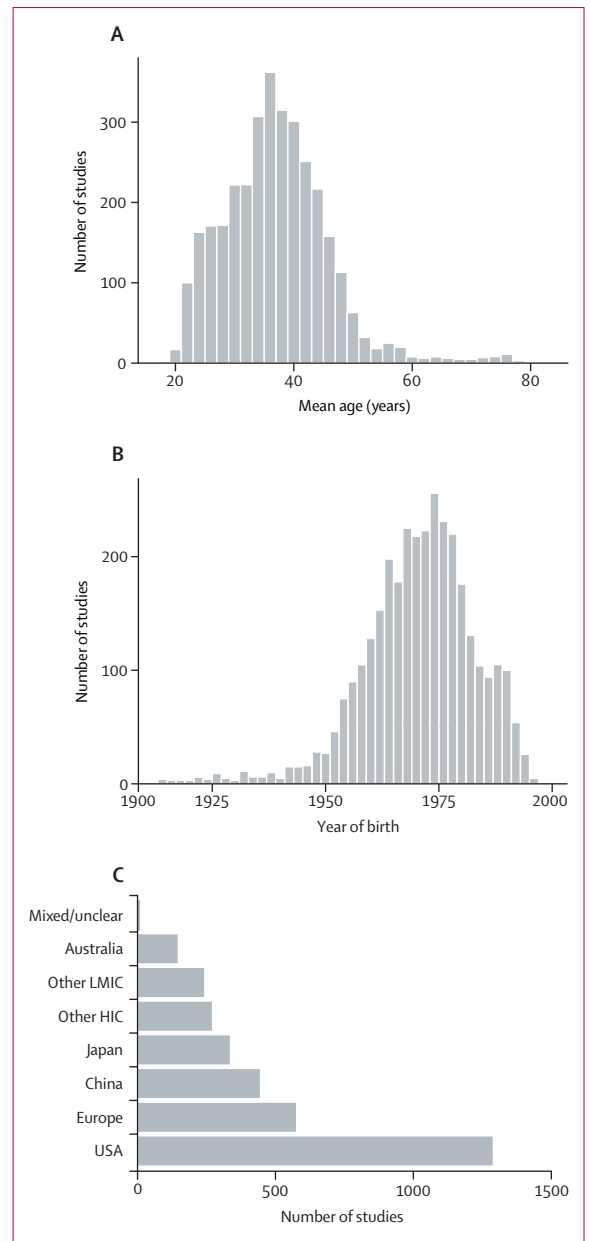 A
Number of studies
300
200
100
0
20 40 60 80
Mean age (years)
B
Number of studies
200
100
0
1900 1925 1950 1975 2000
Year of birth
C
Mixed/unclear
Australia
Other LMIC
Other HIC
Japan
China
Europe
USA
0 500 1000 1500
Number of studies